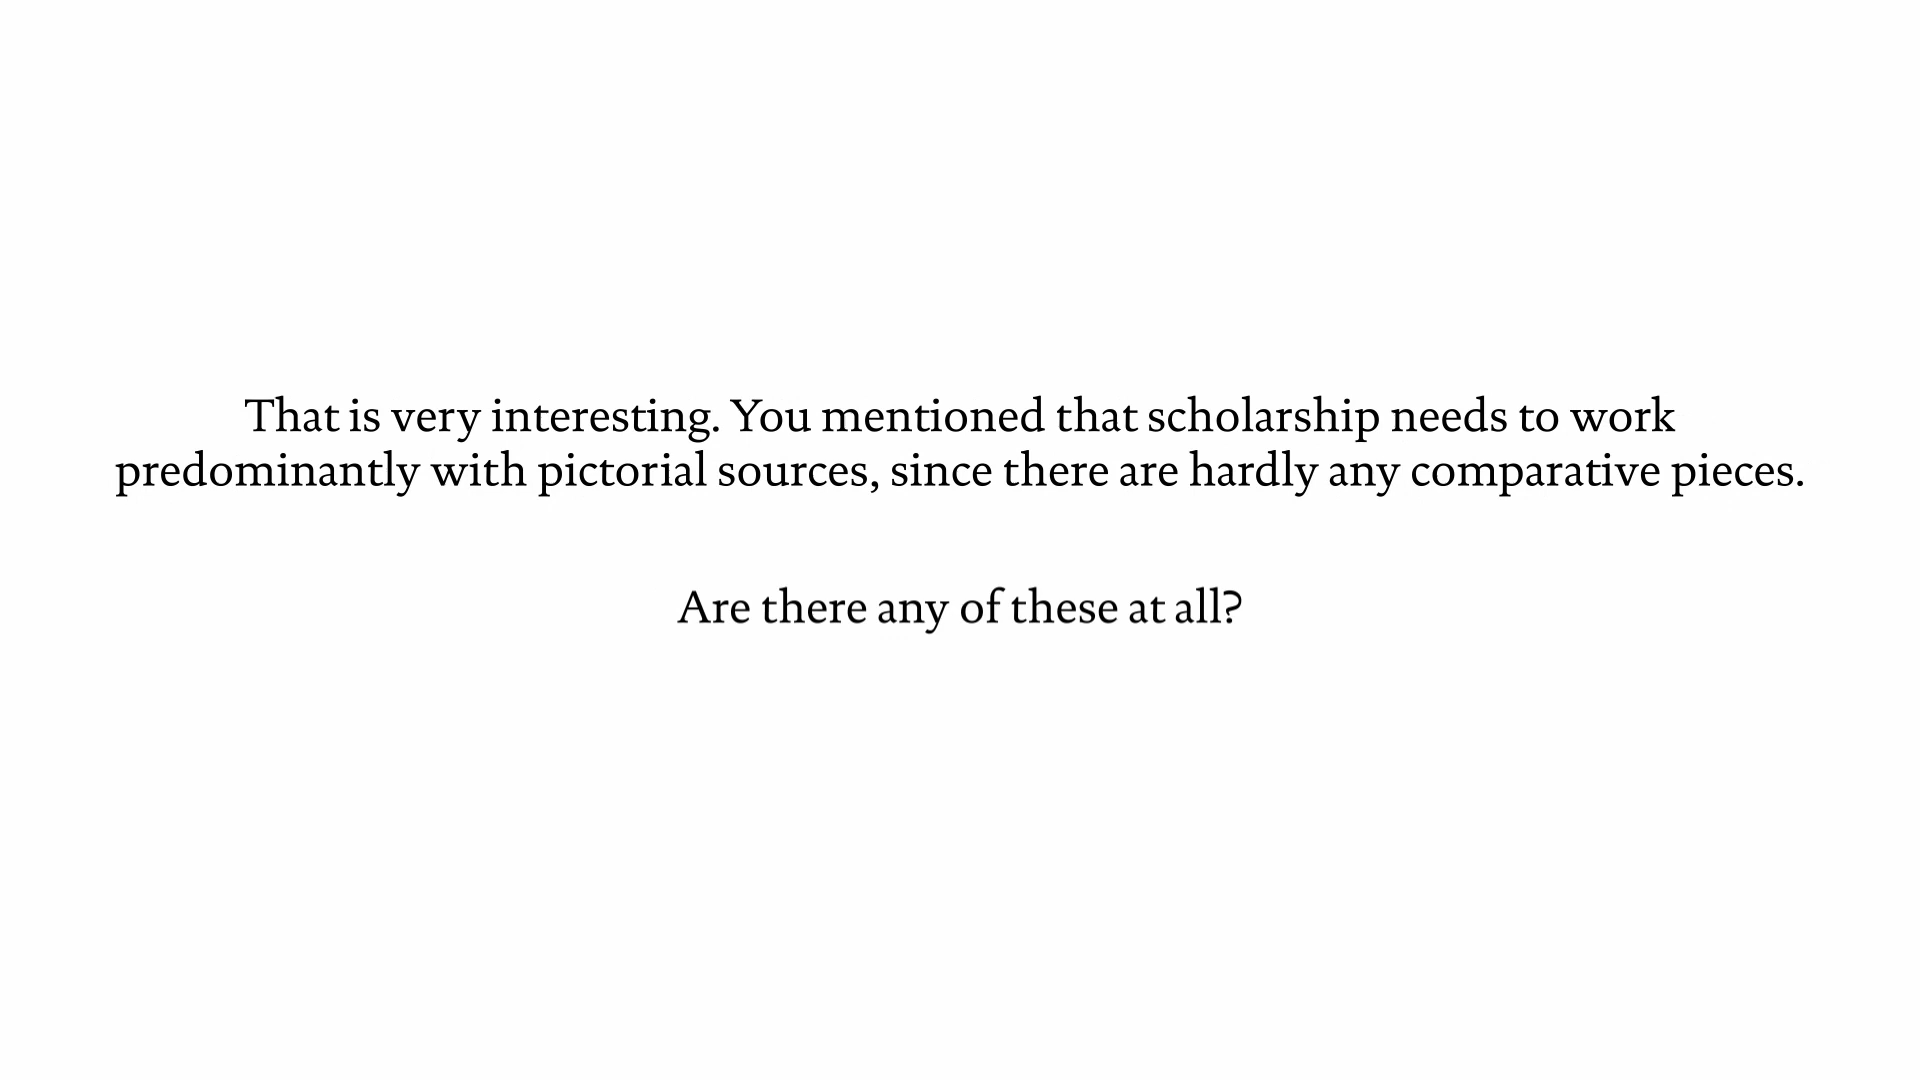 That is very interesting. You mentioned that scholarship needs to work
predominantly with pictorial sources, since there are hardly any comparative pieces.
Are there any of these at all?